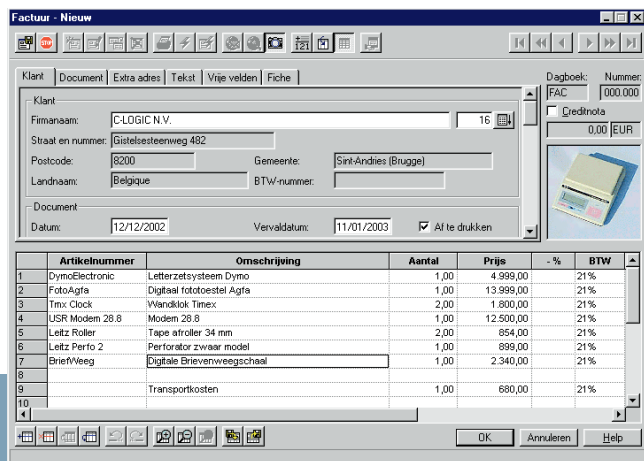 Factuur - Nieuw
STOP
121
Klant Document Extra adres Tekst Vrije velden Fiche
Dagboek: Nummer:
FAC 000.000
Creditnota
0,00 EUR
Klant
Firmanaam: C-LOGIC N.V. 16
Straat en nummer: Gistelsesteenweg 482
Postcode: 8200 Gemeente: Sint-Andries (Brugge)
Landnaam: Belgique BTW-nummer:
Document
Datum: 12/12/2002 Vervaldatum: 11/01/2003 Af te drukken
Artikelnummer Omschrijving Aantal Prijs - % BTW
1 DymoElectronic Letterzetsysteem Dymo 1,00 4.999,00 21%
2 FotoAgfa Digitaal fototoestel Agfa 1,00 13.999,00 21%
3 Tmx Clock Wandklok Timex 2,00 1.800,00 21%
4 USR Modem 28.8 Modem 28.8 1,00 12.500,00 21%
5 Leitz Roller Tape afroller 34 mm 2,00 854,00 21%
6 Leitz Perfo 2 Perforator zwaar model 1,00 899,00 21%
7 BriefWeeg Digitale Brievenweegschaal 1,00 2.340,00 21%
8
9 Transportkosten 1,00 680,00 21%
10
OK Annuleren Help